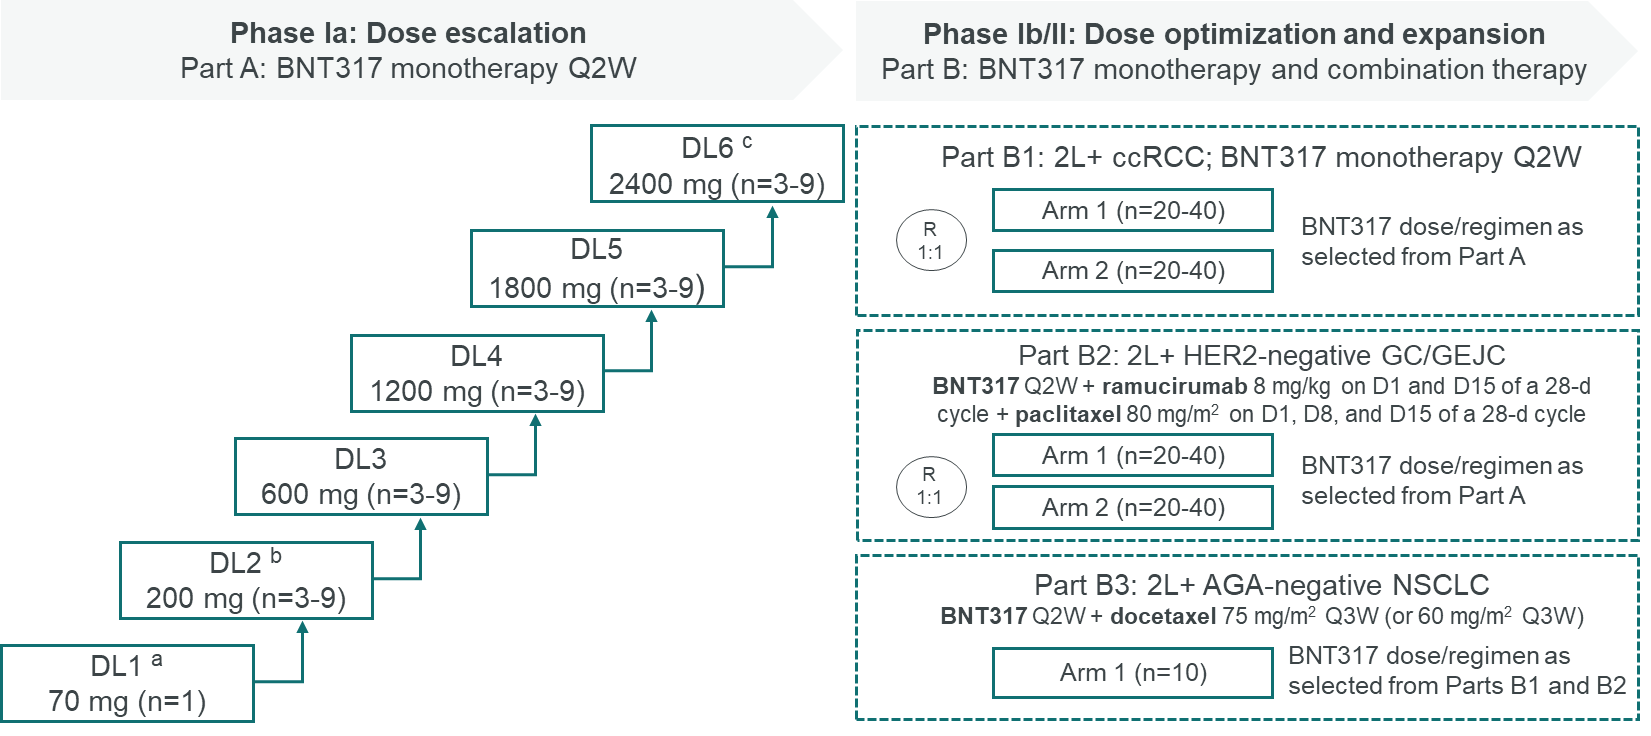 Phase Ia: Dose escalation
Part A: BNT317 monotherapy Q2W
DL6 c
2400 mg (n=3-9)
DL5
1800 mg (n=3-9)
DL4
1200 mg (n=3-9)
DL3
600 mg (n=3-9)
DL2 b
200 mg (n=3-9)
DL1 a
70 mg (n=1)
Phase Ib/II: Dose optimization and expansion
Part B: BNT317 monotherapy and combination therapy
Part B1: 2L+ ccRCC; BNT317 monotherapy Q2W
R
1:1
Arm 1 (n=20-40)
Arm 2 (n=20-40)
BNT317 dose/regimen as
selected from Part A
Part B2: 2L+ HER2-negative GC/GEJC
BNT317 Q2W + ramucirumab 8 mg/kg on D1 and D15 of a 28-d
cycle + paclitaxel 80 mg/m² on D1, D8, and D15 of a 28-d cycle
R
1:1
Arm 1 (n=20-40)
Arm 2 (n=20-40)
BNT317 dose/regimen as
selected from Part A
Part B3: 2L+ AGA-negative NSCLC
BNT317 Q2W + docetaxel 75 mg/m² Q3W (or 60 mg/m² Q3W)
Arm 1 (n=10)
BNT317 dose/regimen as
selected from Parts B1 and B2